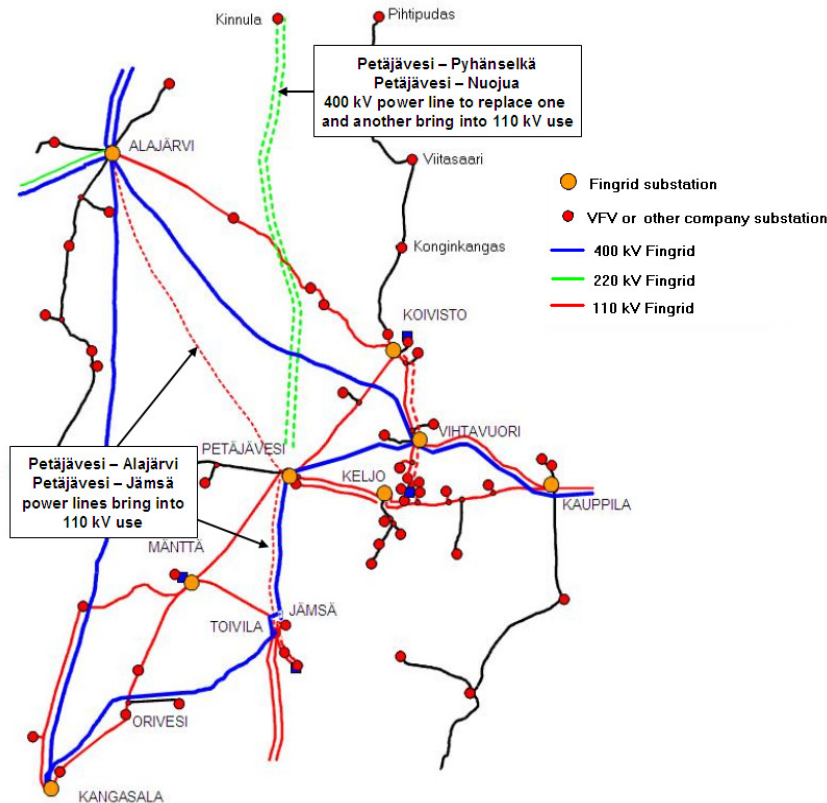 Kinnula
Pihtipudas
Petäjävesi – Pyhänselkä
Petäjävesi – Nuojua
400 kV power line to replace one
and another bring into 110 kV use
ALAJÄRVI
Viitasaari
Fingrid substation
VFV or other company substation
Konginkangas
400 kV Fingrid
220 kV Fingrid
110 kV Fingrid
KOIVISTO
VIHTAVUORI
PETÄJÄVESI
Petäjävesi – Alajärvi
Petäjävesi – Jämsä
power lines bring into
110 kV use
KELJO
KAUPPILA
MÄNTTÄ
JÄMSÄ
TOIVILA
ORIVESI
KANGASALA